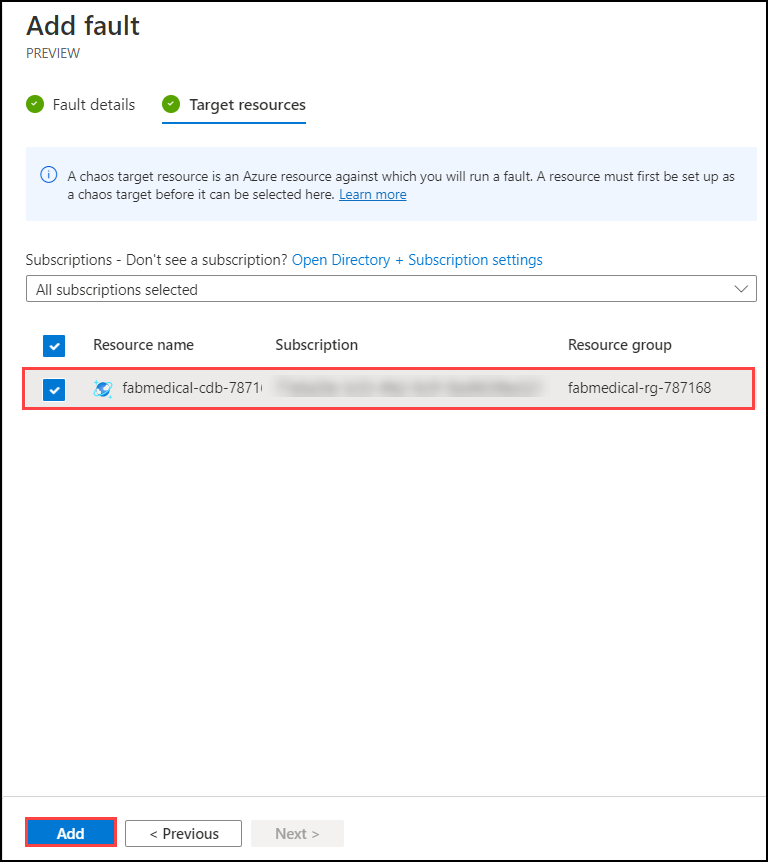 Add fault
PREVIEW
Fault details
Target resources
A chaos target resource is an Azure resource against which you will run a fault. A resource must first be set up as
a chaos target before it can be selected here. Learn more
Subscriptions - Don't see a subscription? Open Directory + Subscription settings
All subscriptions selected
Resource name Subscription Resource group
fabmedical-cdb-7871 fabmedical-rg-787168
Add < Previous Next >